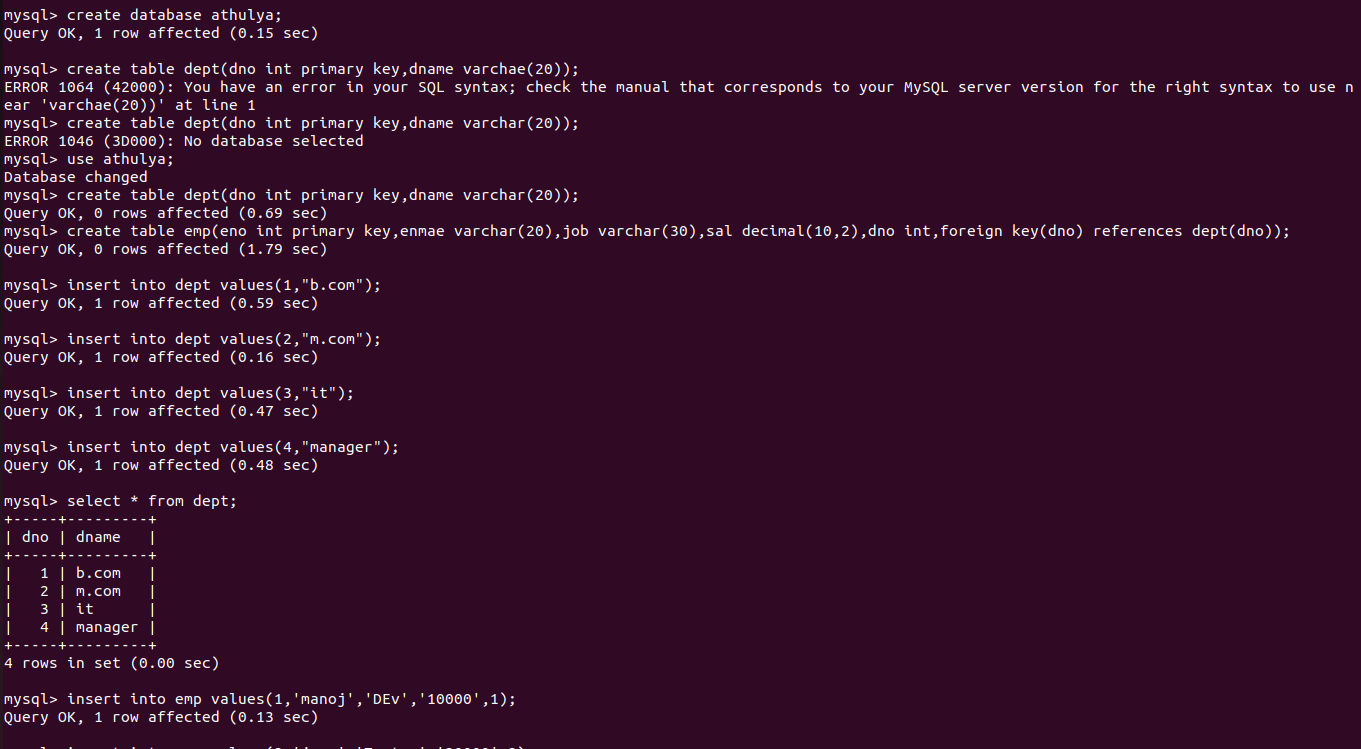 mysql> create database athulya;
Query OK, 1 row affected (0.15 sec)
mysql> create table dept(dno int primary key,dname varchae(20));
ERROR 1064 (42000): You have an error in your SQL syntax; check the manual that corresponds to your MySQL server version for the right syntax to use n
ear 'varchae(20))' at line 1
mysql> create table dept(dno int primary key,dname varchar(20));
ERROR 1046 (3D000): No database selected
mysql> use athulya;
Database changed
mysql> create table dept(dno int primary key,dname varchar(20));
Query OK, 0 rows affected (0.69 sec)
mysql> create table emp(eno int primary key,enmae varchar(20),job varchar(30),sal decimal(10,2),dno int,foreign key(dno) references dept(dno));
Query OK, 0 rows affected (1.79 sec)
mysql> insert into dept values(1,"b.com");
Query OK, 1 row affected (0.59 sec)
mysql> insert into dept values(2,"m.com");
Query OK, 1 row affected (0.16 sec)
mysql> insert into dept values(3,"it");
Query OK, 1 row affected (0.47 sec)
mysql> insert into dept values(4,"manager");
Query OK, 1 row affected (0.48 sec)
mysql> select * from dept;
+-----+---------+
| dno | dname   |
+-----+---------+
|   1 | b.com   |
|   2 | m.com   |
|   3 | it      |
|   4 | manager |
+-----+---------+
4 rows in set (0.00 sec)
mysql> insert into emp values(1,'manoj','DEv','10000',1);
Query OK, 1 row affected (0.13 sec)